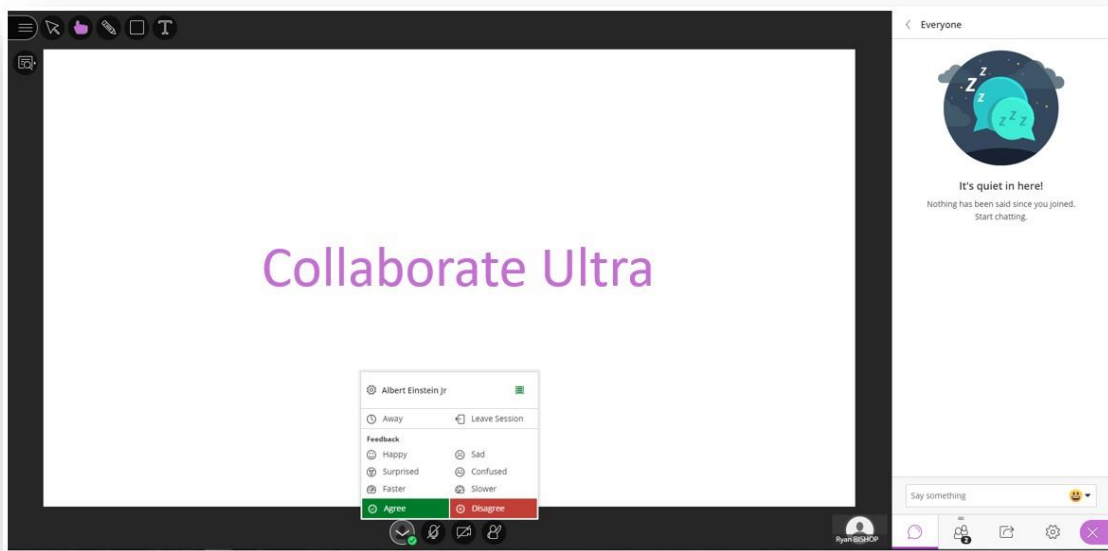 T
Everyone
z
Z
z
z
z z z
It's quiet in here!
Nothing has been said since you joined.
Start chatting.
Collaborate Ultra
Albert Einstein Jr
Away Leave Session
Feedback
Happy Sad
Surprised Confused
Faster Slower
Agree Disagree
Say something
Ryan BISHOP
2